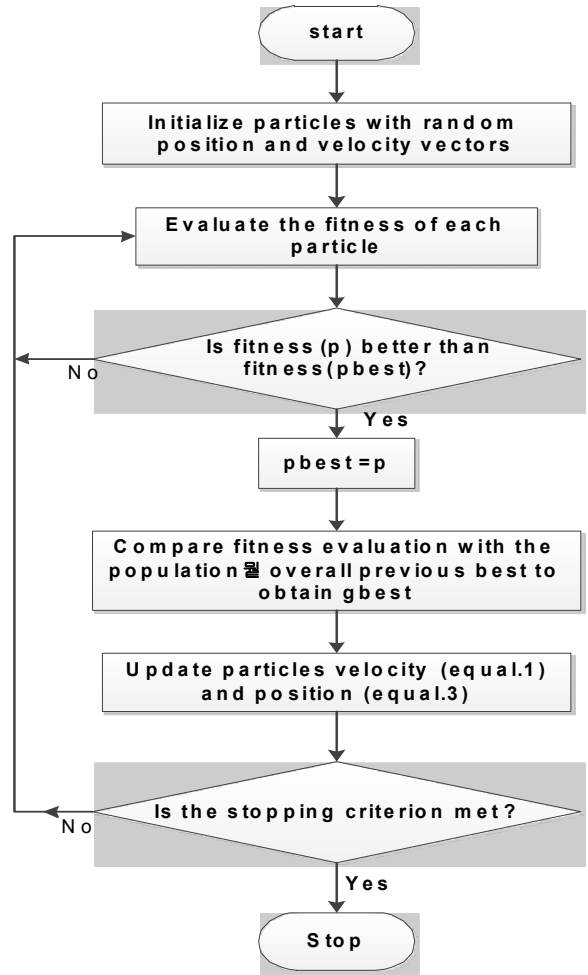 start
Initialize particles with random
position and velocity vectors
Evaluate the fitness of each
particle
Is fitness (p) better than
fitness(pbest)?
No
Yes
pbest =p
Compare fitness evaluation with the
population뭩 overall previous best to
obtain gbest
Update particles velocity (equal.1)
and position (equal.3)
Is the stopping criterion met ?
No
Yes
Stop